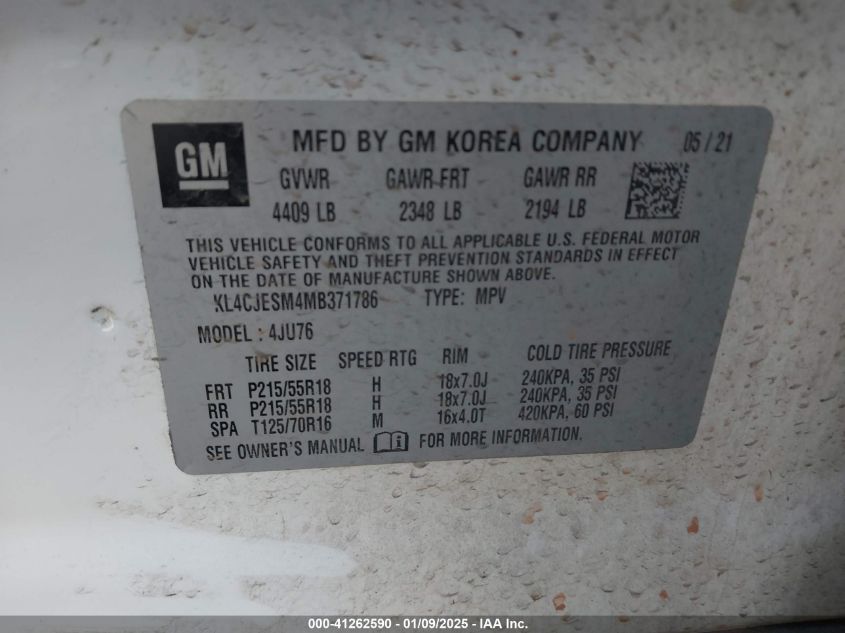 GM
MFD BY GM KOREA COMPANY 05/21
GVWR GAWR FRT GAWR RR
4409 LB 2348 LB 2194 LB
THIS VEHICLE CONFORMS TO ALL APPLICABLE U.S. FEDERAL MOTOR
VEHICLE SAFETY AND THEFT PREVENTION STANDARDS IN EFFECT
ON THE DATE OF MANUFACTURE SHOWN ABOVE.
KL4CJESM4MB371786 TYPE: MPV
MODEL: 4JU76
TIRE SIZE SPEED RTG RIM COLD TIRE PRESSURE
FRT P215/55R18 H 18x7.0J 240KPA, 35 PSI
RR P215/55R18 H 18x7.0J 240KPA, 35 PSI
SPA T125/70R16 M 16x4.0T 420KPA, 60 PSI
SEE OWNER'S MANUAL FOR MORE INFORMATION.
000-41262590 - 01/09/2025 - IAA Inc.